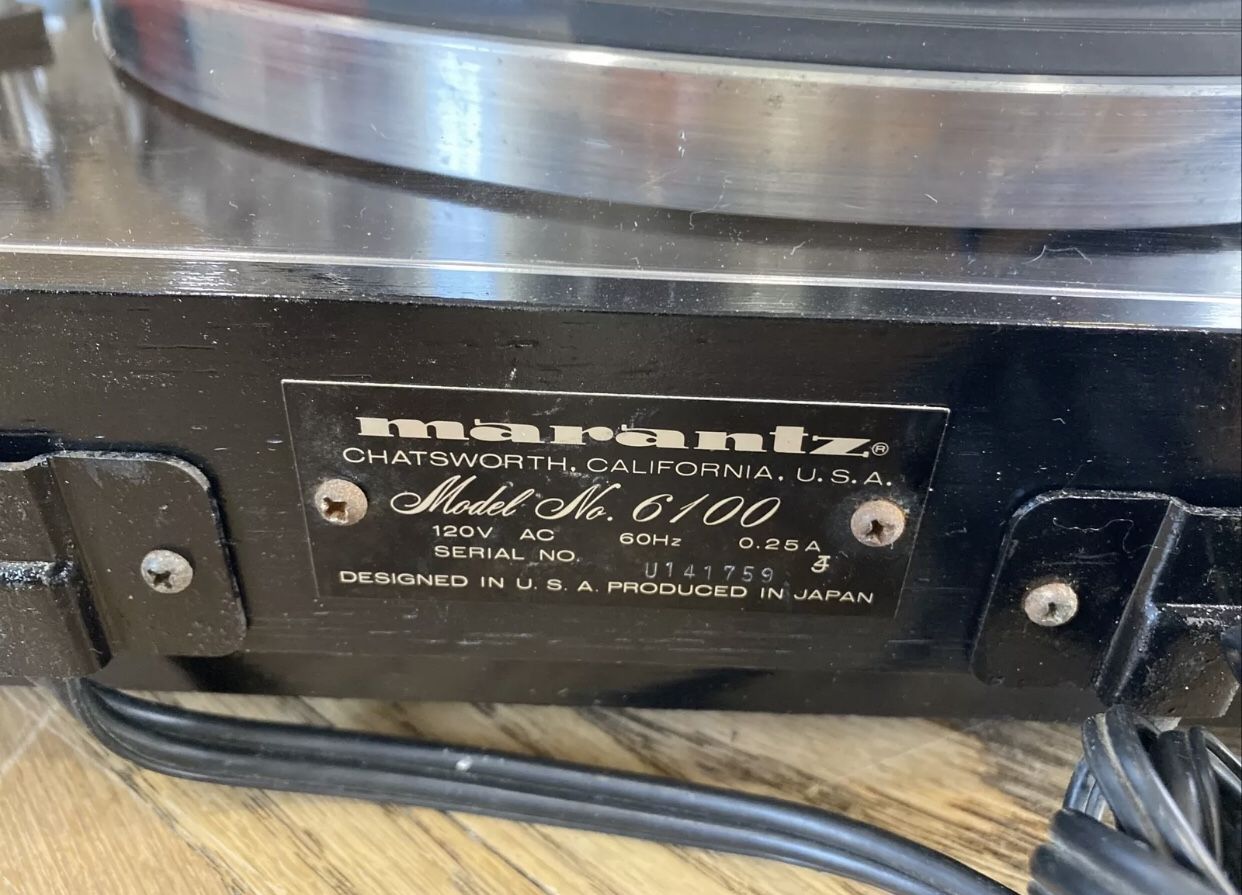 marantz®
CHATSWORTH, CALIFORNIA, U.S.A.
Model No. 6100
120V AC 60Hz 0.25A
SERIAL NO. U141759
DESIGNED IN U.S.A. PRODUCED IN JAPAN